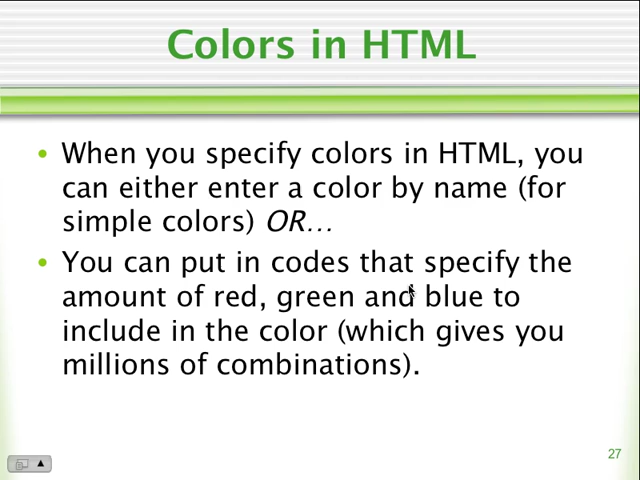 Colors in HTML
• When you specify colors in HTML, you
can either enter a color by name (for
simple colors) OR…
• You can put in codes that specify the
amount of red, green and blue to
include in the color (which gives you
millions of combinations).
27